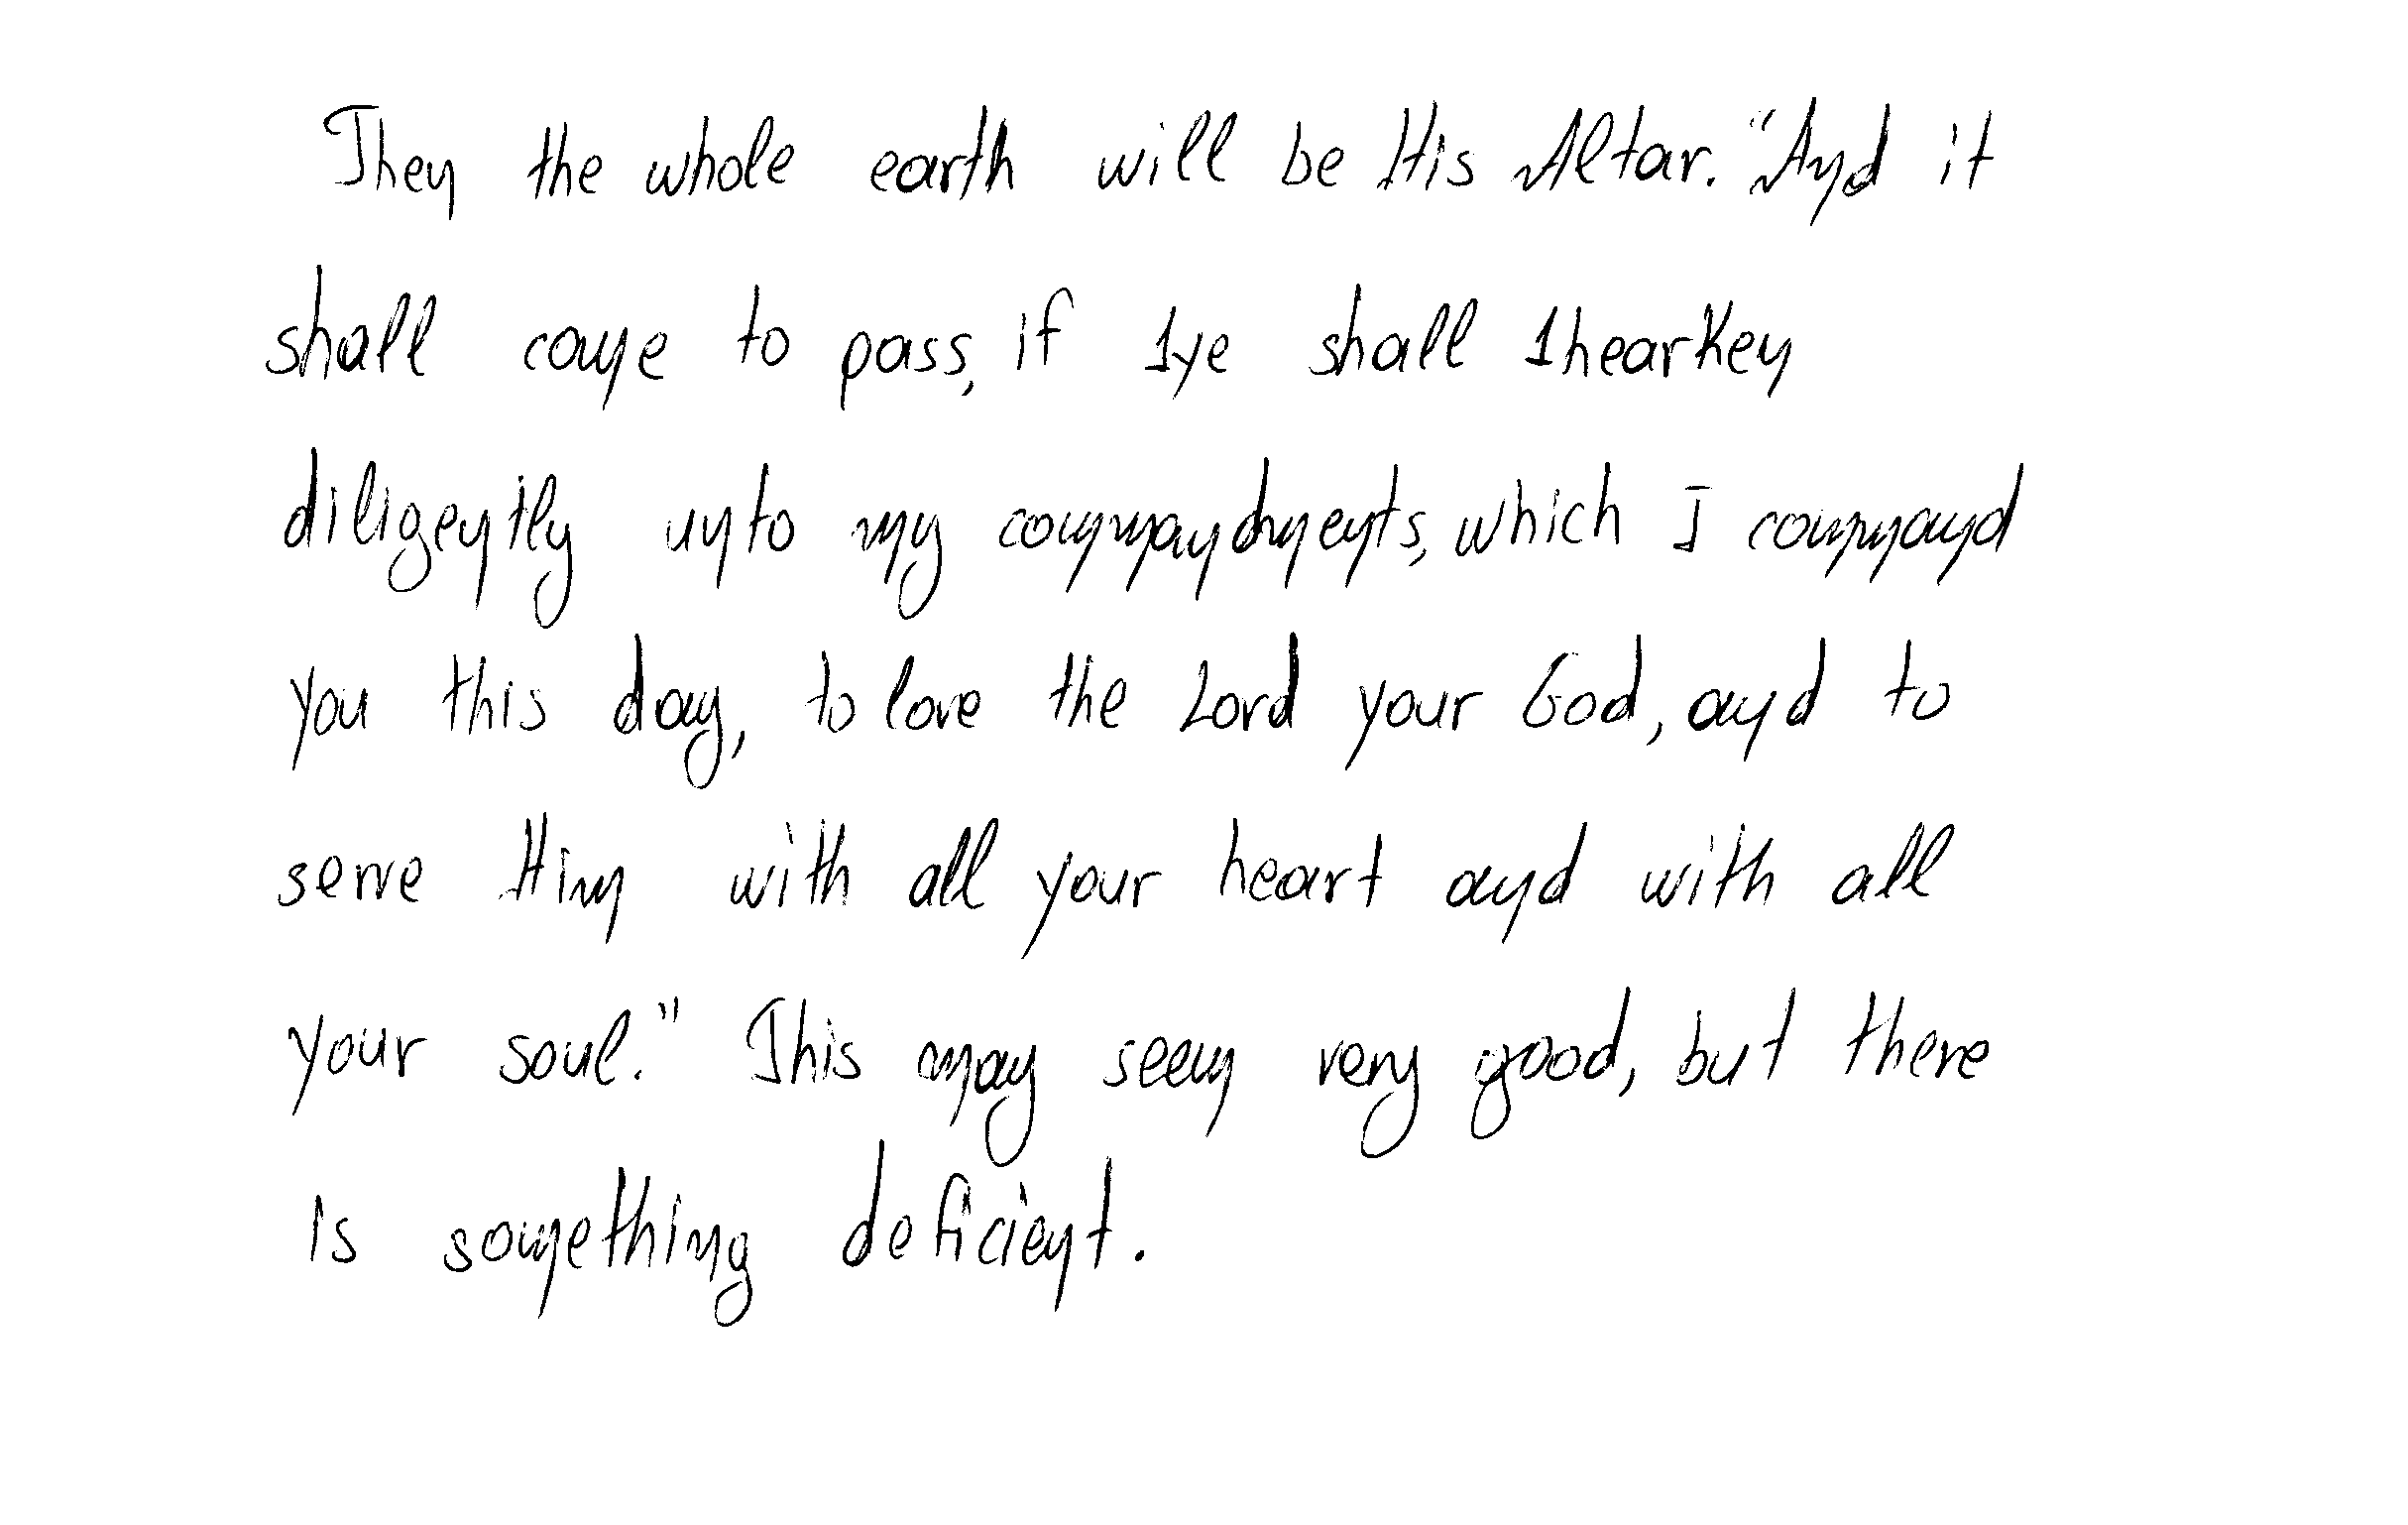 Then the whole earth will be His Altar. "And it
shall come to pass, if 1ye shall 1hearken
diligently unto my commandments, which I command
you this day, to love the Lord your God, and to
serve Him with all your heart and with all
your soul." This may seem very good, but there
is something deficient.